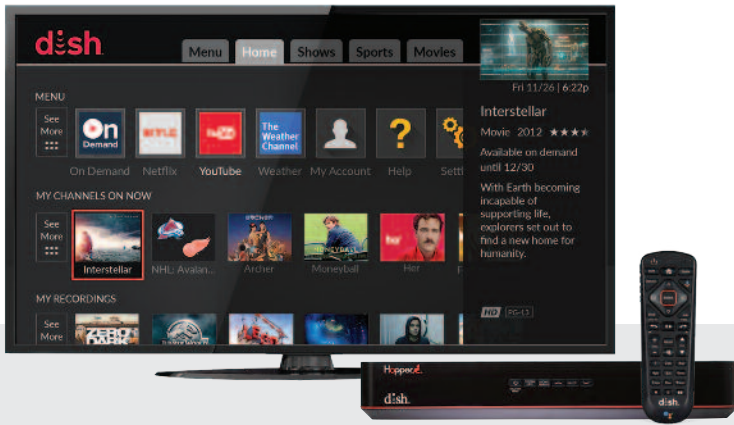 dish
Menu
Home
Shows
Sports
Movies
Fri 11/26 | 6:22p
Interstellar
Movie 2012
Available on demand
until 12/30
With Earth becoming
incapable of
supporting life,
explorers set out to
find a new home for
humanity.
HD PG-13
MENU
See
More
On
Demand
The
Weather
Channel
?
On Demand
Netflix
YouTube
Weather
My Account
Help
Setti
MY CHANNELS ON NOW
See
More
Interstellar
NHL: Avalan...
ARCHER
Archer
MONEYBALL
Moneyball
her
Her
F
MY RECORDINGS
See
More
ZERO
DARK
Hopper
dish
dish